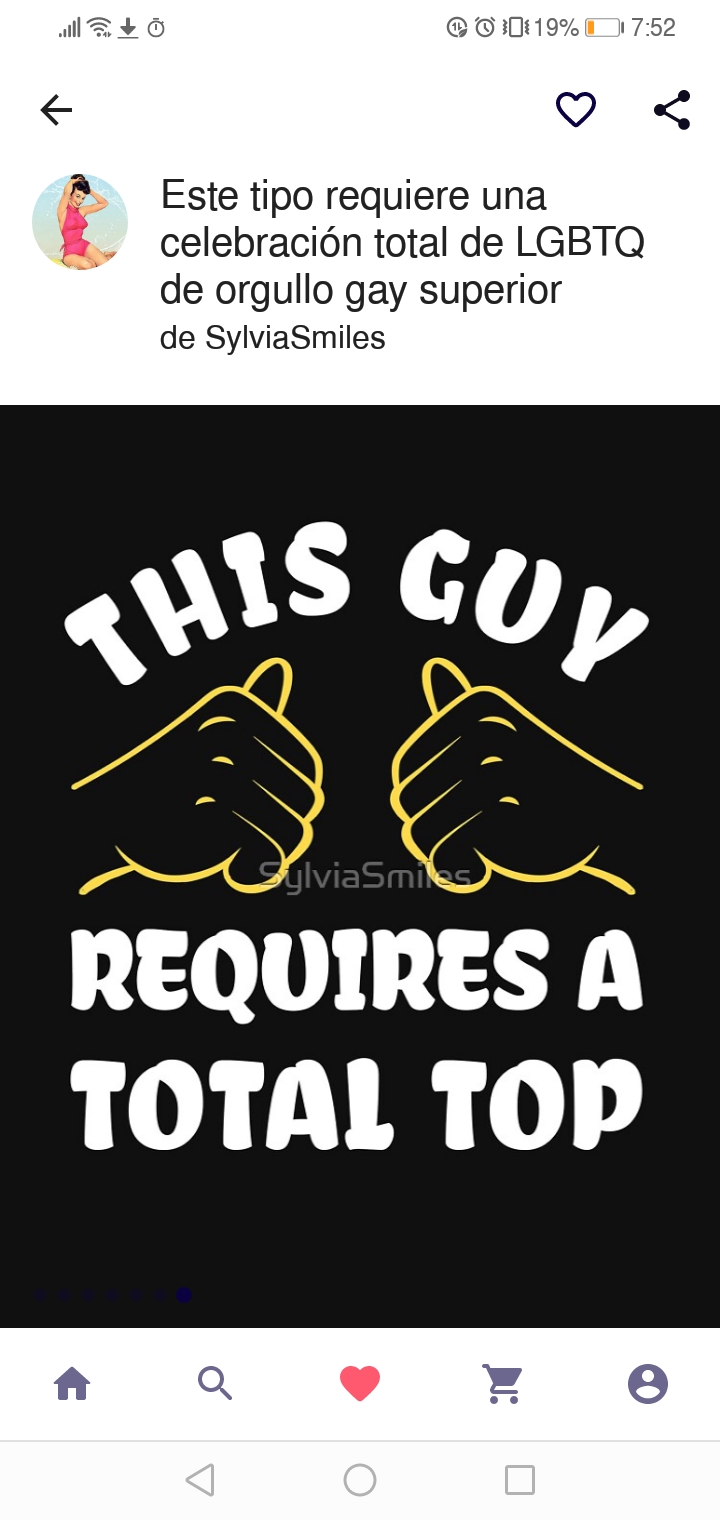 19% 7:52
Este tipo requiere una
celebración total de LGBTQ
de orgullo gay superior
de SylviaSmiles
THIS GUY
SylviaSmiles
REQUIRES A
TOTAL TOP